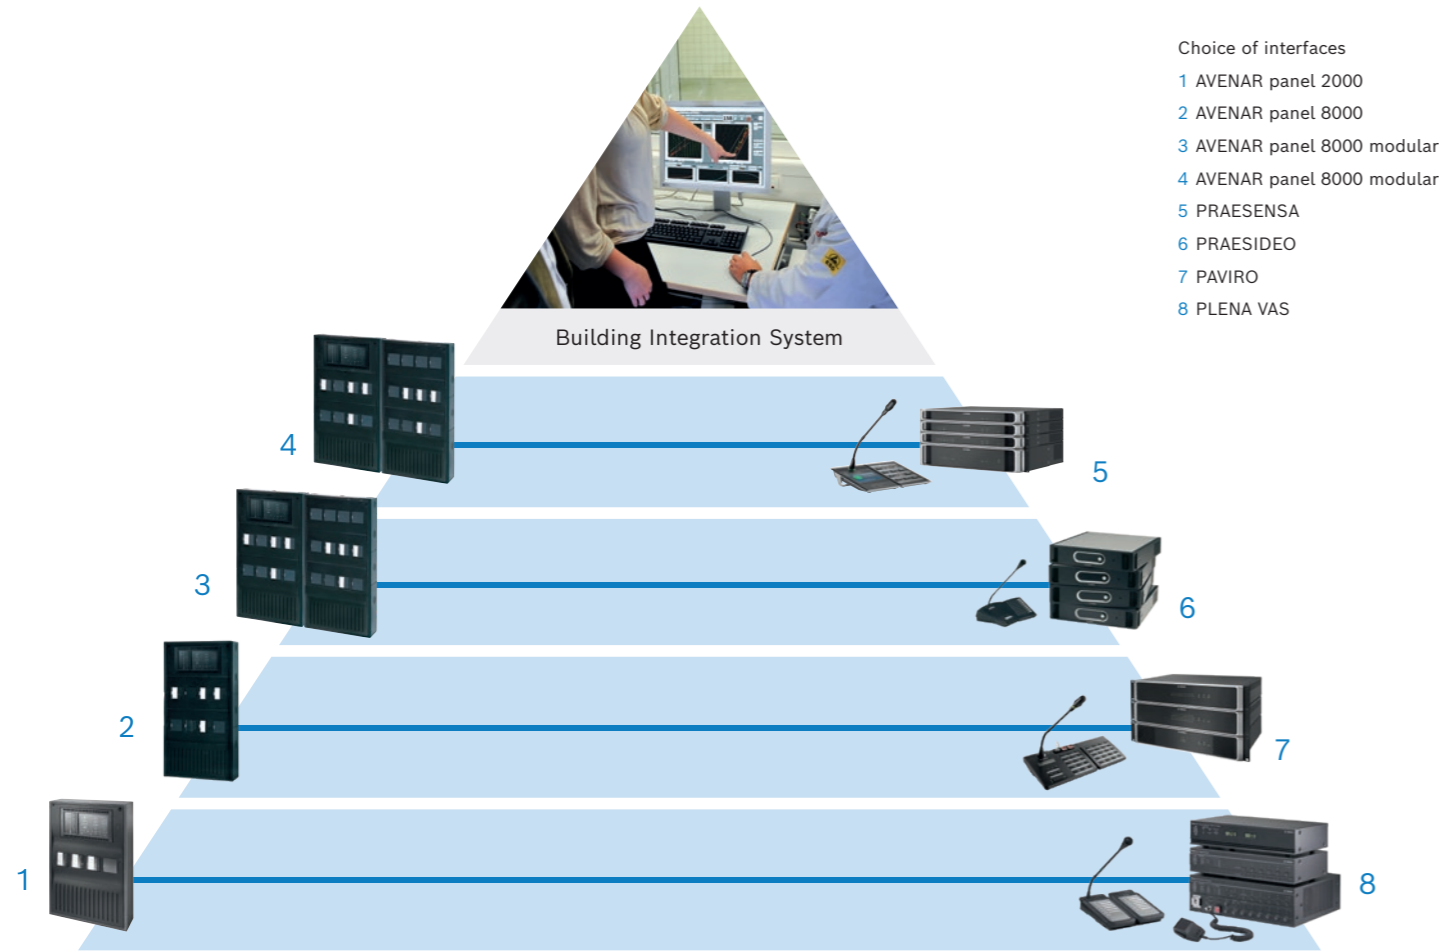 Choice of interfaces
1 AVENAR panel 2000
2 AVENAR panel 8000
3 AVENAR panel 8000 modular
4 AVENAR panel 8000 modular
5 PRAESENSA
6 PRAESIDEO
7 PAVIRO
8 PLENA VAS
Building Integration System
4
5
3
6
2
7
1
8